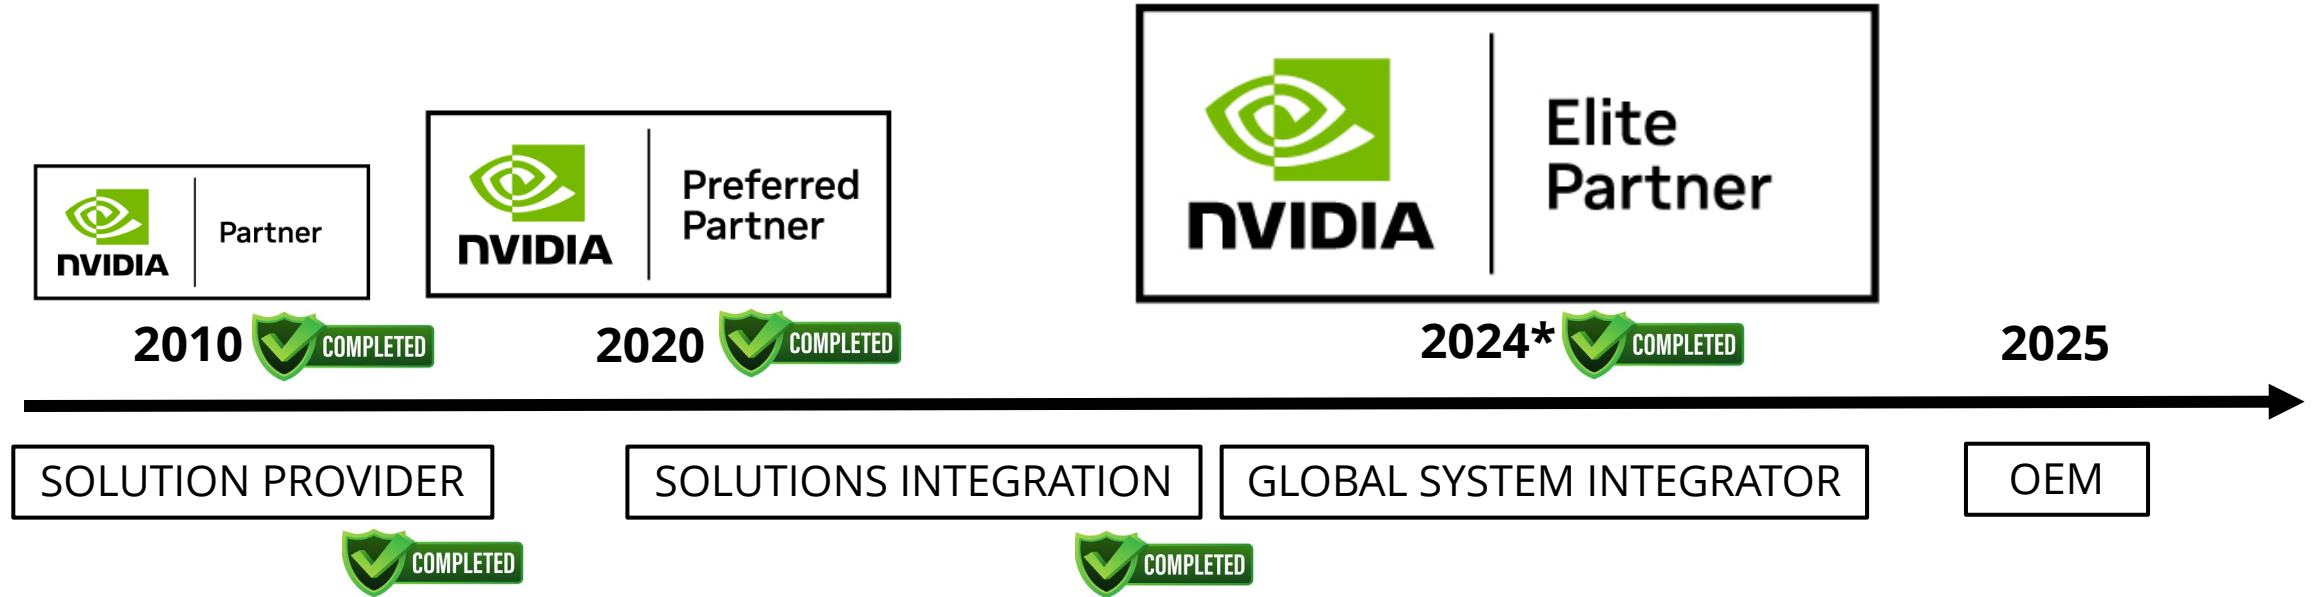 NVIDIA
Partner
NVIDIA
Preferred
Partner
NVIDIA
Elite
Partner
2010
COMPLETED
2020
COMPLETED
2024*
COMPLETED
2025
SOLUTION PROVIDER
SOLUTIONS INTEGRATION
GLOBAL SYSTEM INTEGRATOR
OEM
COMPLETED
COMPLETED